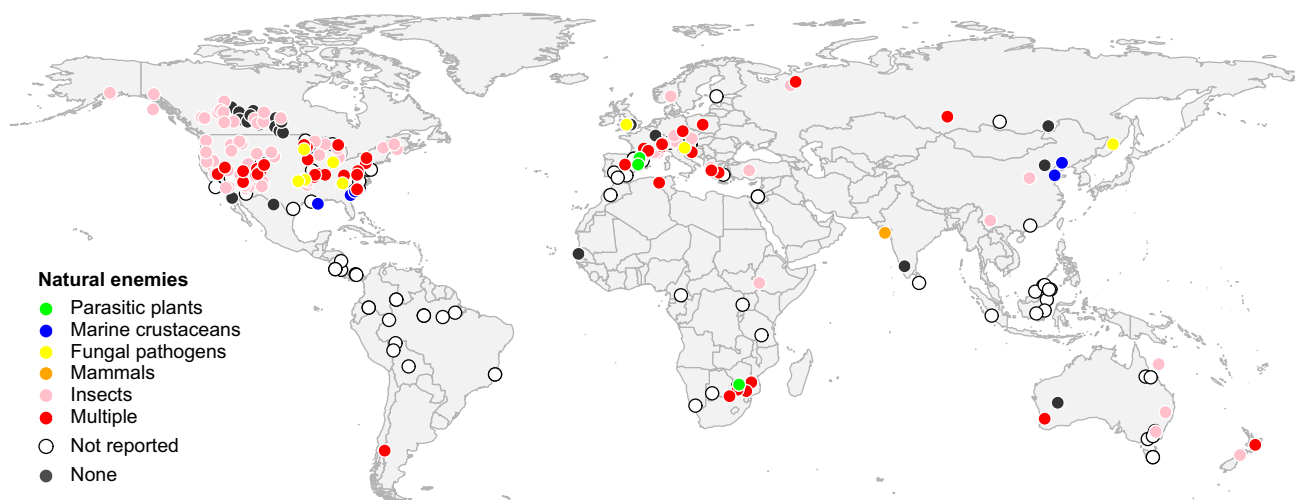 Natural enemies
Parasitic plants
Marine crustaceans
Fungal pathogens
Mammals
Insects
Multiple
Not reported
None